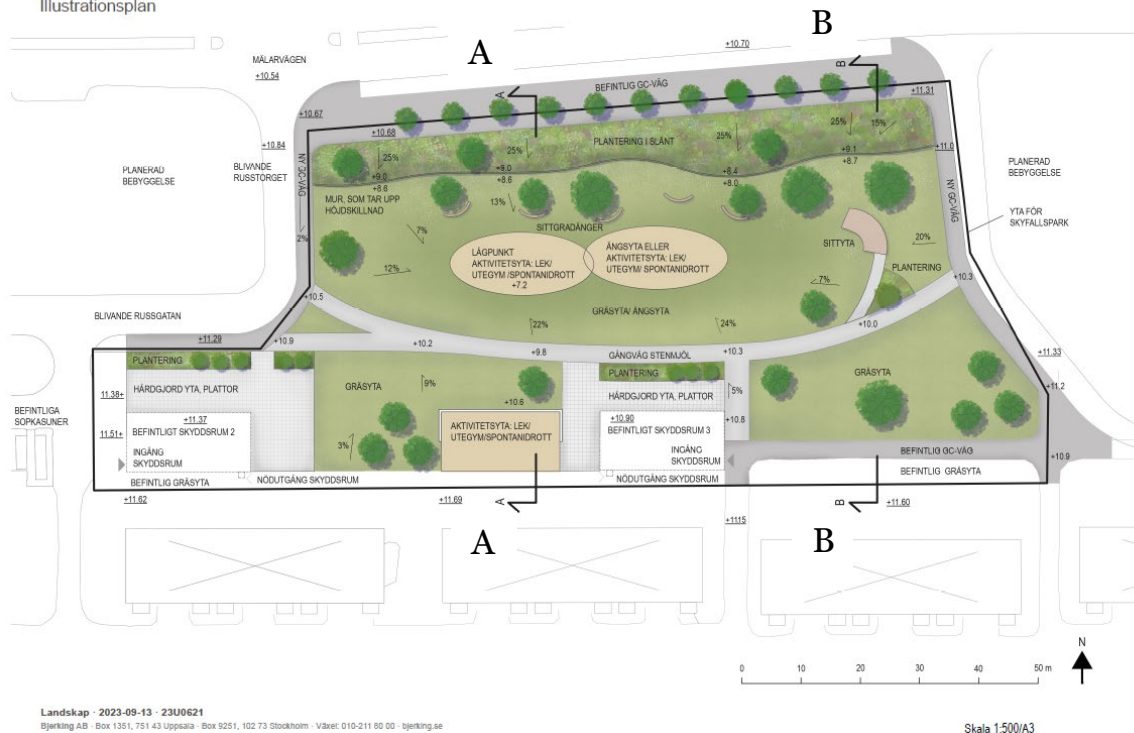 Illustrationsplan
A
B
MÄLARVÄGEN
+10.54
+10.70
BEFINTLIG GC-VÄG
A
B
+11.31
+10.67
+10.68
+10.84
NY GC-VÄG
2%
25%
25%
25%
25%
15%
PLANTERING I SLÄNT
+9.0
+8.6
+9.0
+8.6
+8.4
+8.0
+9.1
+8.7
+11.0
NY GC-VÄG
PLANERAD
BEBYGGELSE
BLIVANDE
RUSSTORGET
PLANERAD
BEBYGGELSE
YTA FÖR
SKYFALLSPARK
MUR, SOM TAR UPP
HÖJDSKILLNAD
13%
7%
12%
SITTGRADÄNGER
LÅGPUNKT
AKTIVITETSYTA: LEK/
UTEGYM /SPONTANIDROTT
+7.2
ÄNGSYTA ELLER
AKTIVITETSYTA: LEK/
UTEGYM/ SPONTANIDROTT
SITTYTA
20%
PLANTERING
7%
+10.3
+10.5
GRÄSYTA/ ÄNGSYTA
22%
24%
+10.0
BLIVANDE RUSSGATAN
+11.29
+10.9
+10.2
+9.8
GÅNGVÄG STENMJÖL
+10.3
+11.33
PLANTERING
PLANTERING
HÅRDGJORD YTA, PLATTOR
GRÄSYTA
9%
HÅRDGJORD YTA, PLATTOR
5%
GRÄSYTA
+11.2
11.38+
+10.6
+11.37
BEFINTLIGT SKYDDSRUM 2
11.51+
AKTIVITETSYTA: LEK/
UTEGYM/SPONTANIDROTT
+10.90
BEFINTLIGT SKYDDSRUM 3
+10.8
BEFINTLIGA
SOPKASUNER
INGÅNG
SKYDDSRUM
3%
INGÅNG
SKYDDSRUM
BEFINTLIG GC-VÄG
+10.9
BEFINTLIG GRÄSYTA
NÖDUTGÅNG SKYDDSRUM
NÖDUTGÅNG SKYDDSRUM
BEFINTLIG GRÄSYTA
+11.62
+11.69
A
B
+11.60
+1115
A
B
N
0 10 20 30 40 50 m
Landskap · 2023-09-13 · 23U0621
Bjerking AB · Box 1351, 751 43 Uppsala · Box 9251, 102 73 Stockholm · Växel: 010-211 80 00 · bjerking.se
Skala 1:500/A3